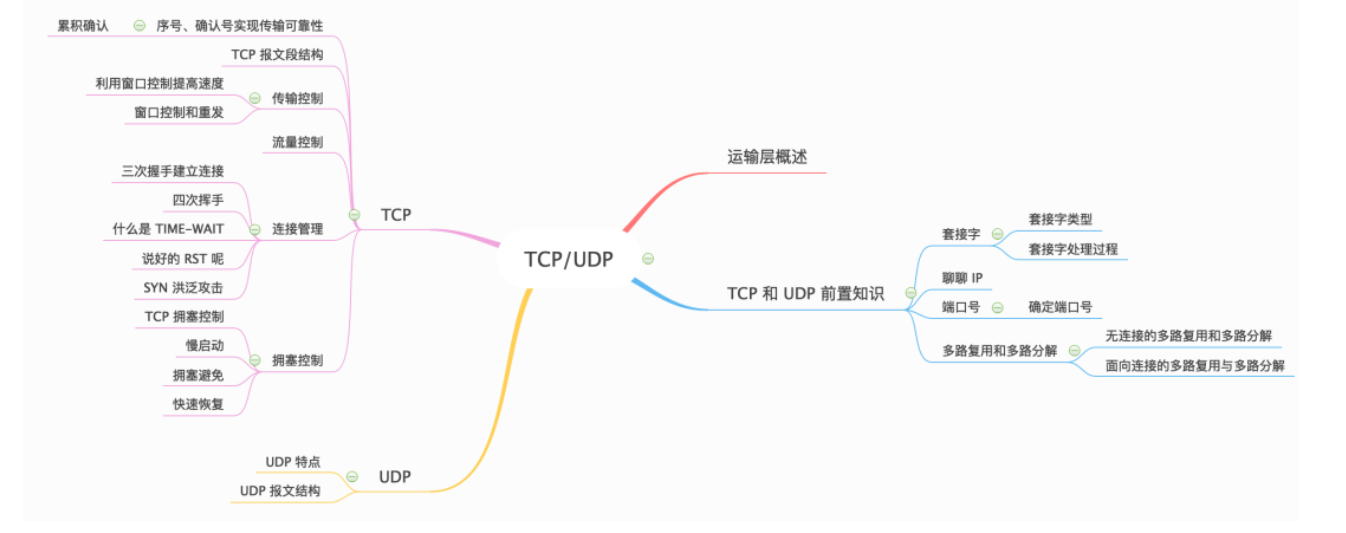 累积确认
序号、确认号实现传输可靠性
TCP 报文段结构
利用窗口控制提高速度
传输控制
窗口控制和重发
流量控制
三次握手建立连接
四次挥手
什么是 TIME-WAIT
连接管理
说好的 RST 呢
SYN 洪泛攻击
TCP 拥塞控制
慢启动
拥塞控制
拥塞避免
快速恢复
TCP
UDP 特点
UDP 报文结构
UDP
TCP/UDP
运输层概述
TCP 和 UDP 前置知识
套接字
套接字类型
套接字处理过程
聊聊 IP
端口号
确定端口号
多路复用和多路分解
无连接的多路复用和多路分解
面向连接的多路复用与多路分解